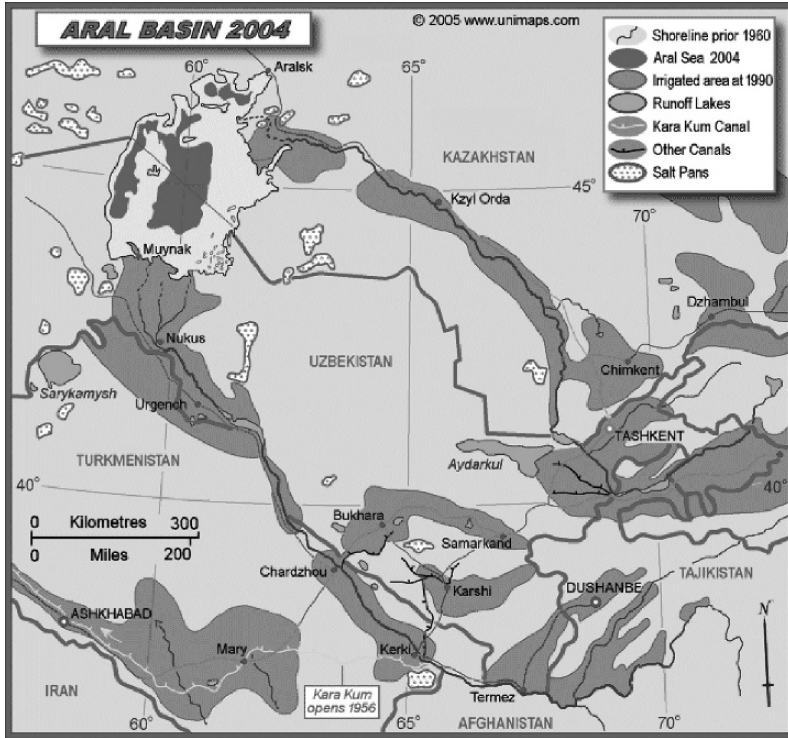 ARAL BASIN 2004
© 2005 www.unimaps.com
Shoreline prior 1960
Aral Sea 2004
Irrigated area at 1990
Runoff Lakes
Kara Kum Canal
Other Canals
Salt Pans
60°
Aralsk
65°
KAZAKHSTAN
45°
70°
Kzyl Orda
Muynak
Dzhambul
Nukus
UZBEKISTAN
Chimkent
Sarykamysh
Urgench
TASHKENT
TURKMENISTAN
Aydarkul
40°
40°
0 Kilometres 300
0 Miles 200
Bukhara
Samarkand
Chardzhou
Karshi
DUSHANBE
TAJIKISTAN
ASHKHABAD
N
Mary
Kerki
IRAN
Kara Kum
opens 1956
Termez
60°
65°
AFGHANISTAN
70°